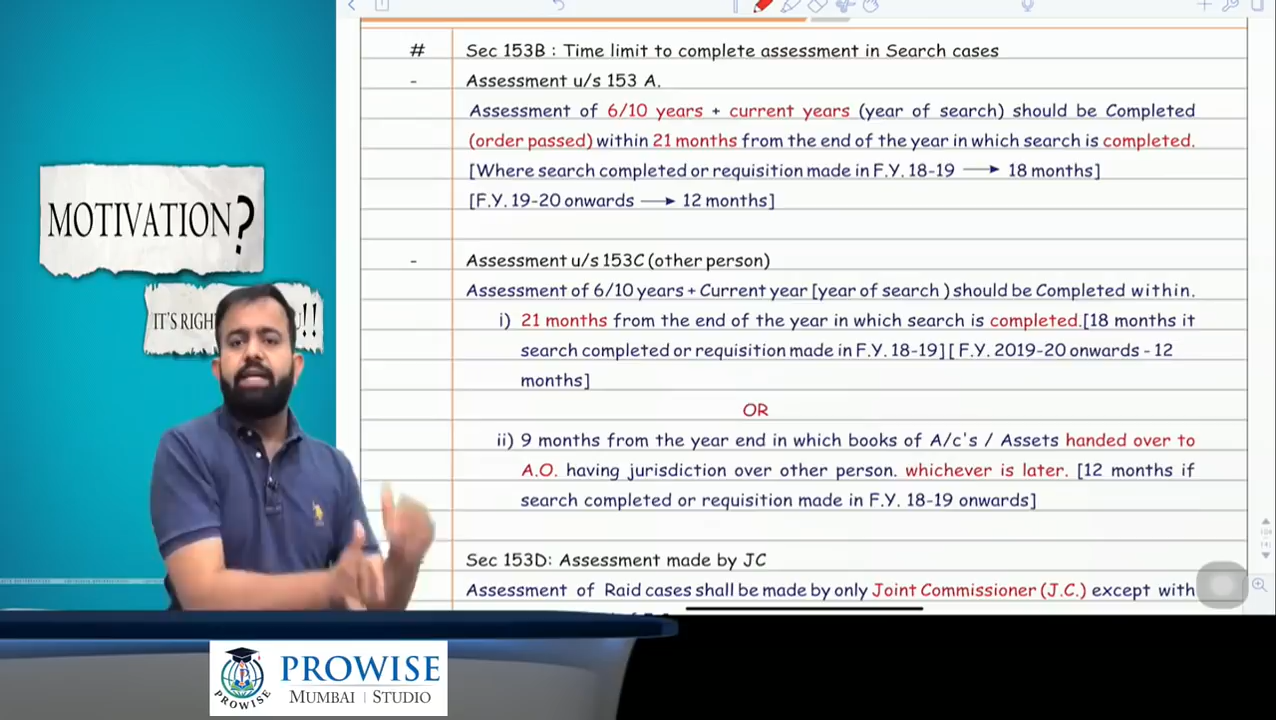 MOTIVATION?
IT'S RIGH
!!
# Sec 153B : Time limit to complete assessment in Search cases
- Assessment u/s 153 A.
Assessment of 6/10 years + current years (year of search) should be Completed
(order passed) within 21 months from the end of the year in which search is completed.
[Where search completed or requisition made in F.Y. 18-19 → 18 months]
[F.Y. 19-20 onwards → 12 months]
- Assessment u/s 153C (other person)
Assessment of 6/10 years + Current year [year of search ) should be Completed within.
i) 21 months from the end of the year in which search is completed.[18 months it
search completed or requisition made in F.Y. 18-19] [ F.Y. 2019-20 onwards - 12
months]
OR
ii) 9 months from the year end in which books of A/c's / Assets handed over to
A.O. having jurisdiction over other person. whichever is later. [12 months if
search completed or requisition made in F.Y. 18-19 onwards]
Sec 153D: Assessment made by JC
Assessment of Raid cases shall be made by only Joint Commissioner (J.C.) except with
PROWISE
PROWISE
MUMBAI | STUDIO